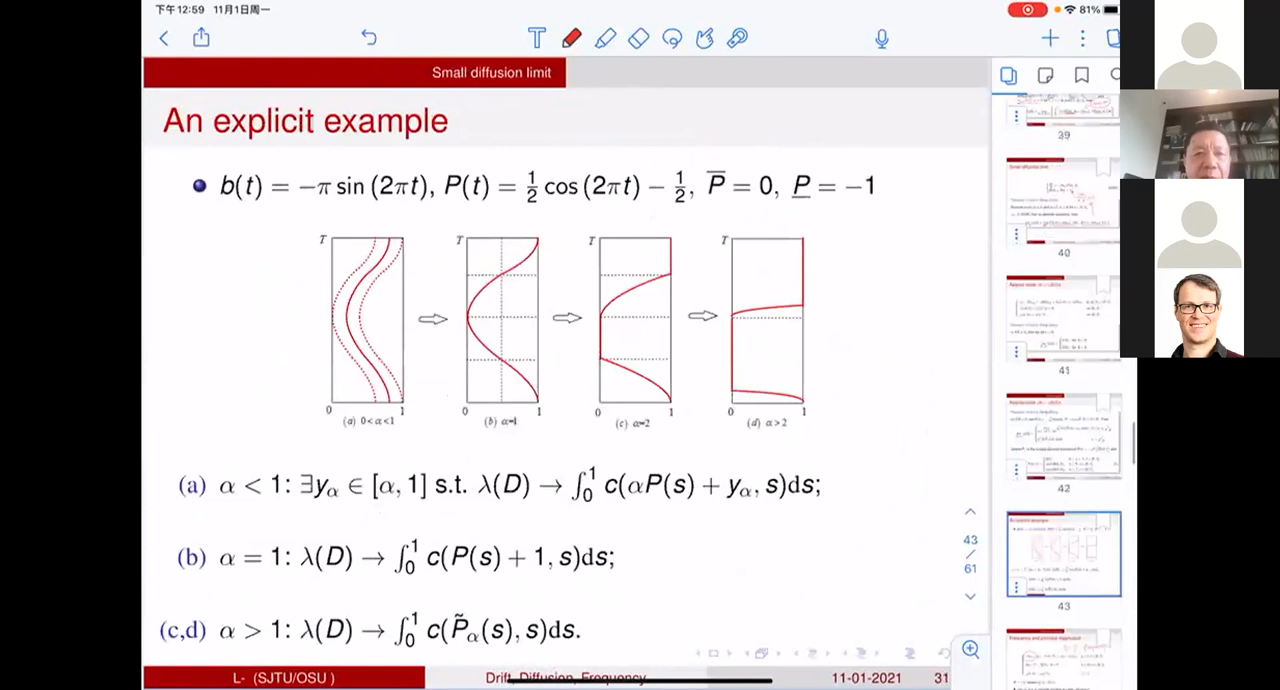 下午12:59 11月1日周一
81%
Small diffusion limit
An explicit example
b(t) = −π sin (2πt), P(t) = 1/2 cos (2πt) − 1/2, P̅ = 0, P̲ = −1
T T T T
0 1 0 1 0 1 0 1
(a) 0<α<1 (b) α=1 (c) α=2 (d) α>2
(a) α < 1: ∃y_α ∈ [α, 1] s.t. λ(D) → ∫₀¹ c(αP(s) + y_α, s)ds;
(b) α = 1: λ(D) → ∫₀¹ c(P(s) + 1, s)ds;
(c,d) α > 1: λ(D) → ∫₀¹ c(P̃_α(s), s)ds.
L- (SJTU/OSU ) Drift, Diffusion, Frequency 11-01-2021 31
43
/
61
39
40
41
42
43
44